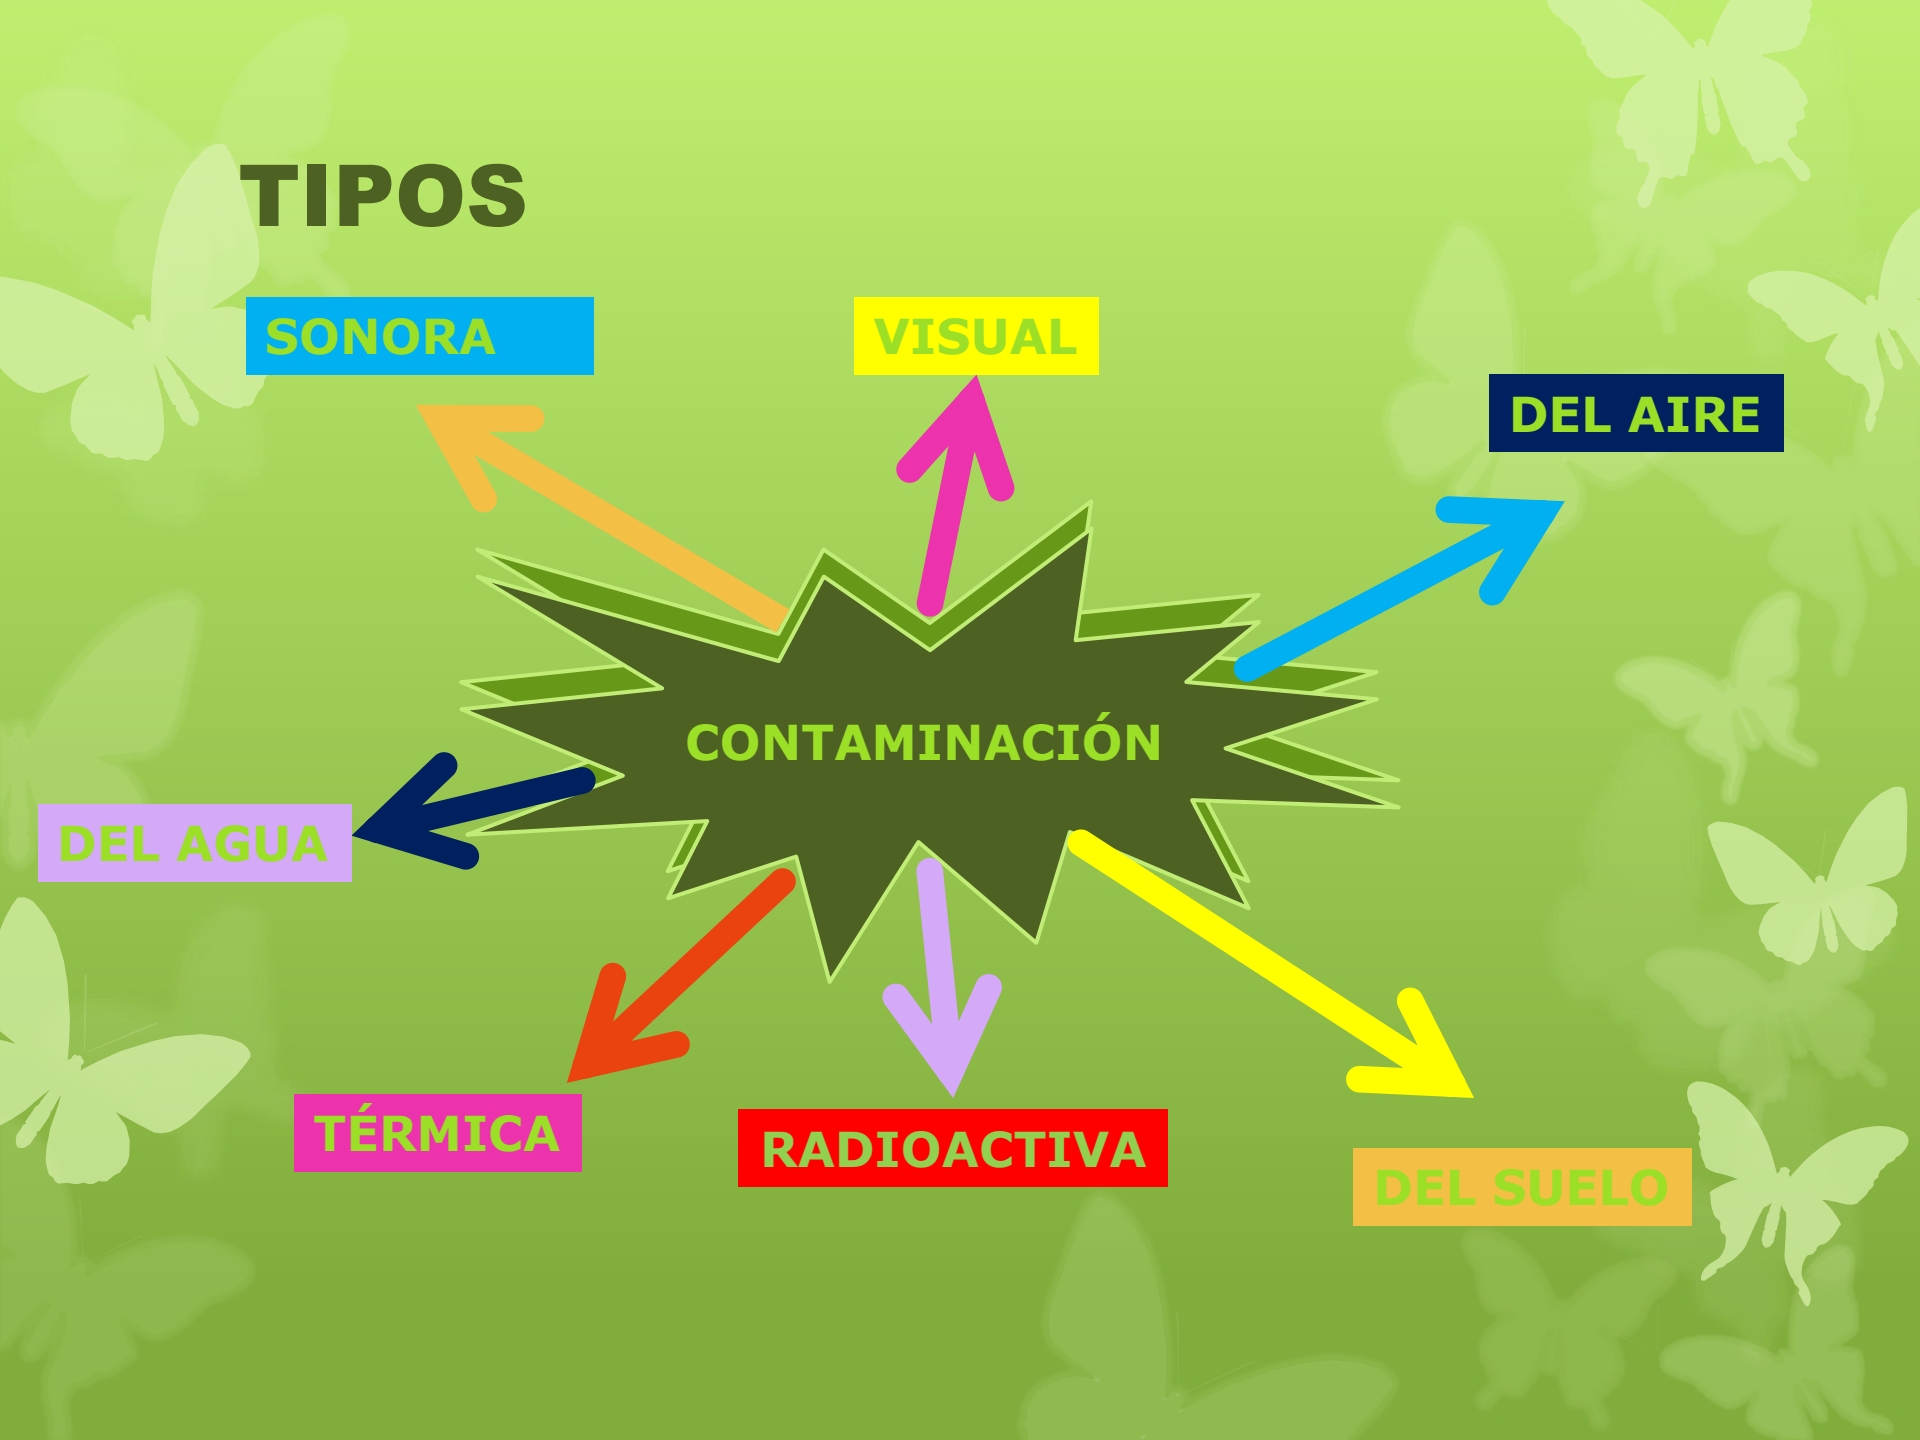 TIPOS
SONORA
VISUAL
DEL AIRE
CONTAMINACIÓN
DEL AGUA
TÉRMICA
RADIOACTIVA
DEL SUELO